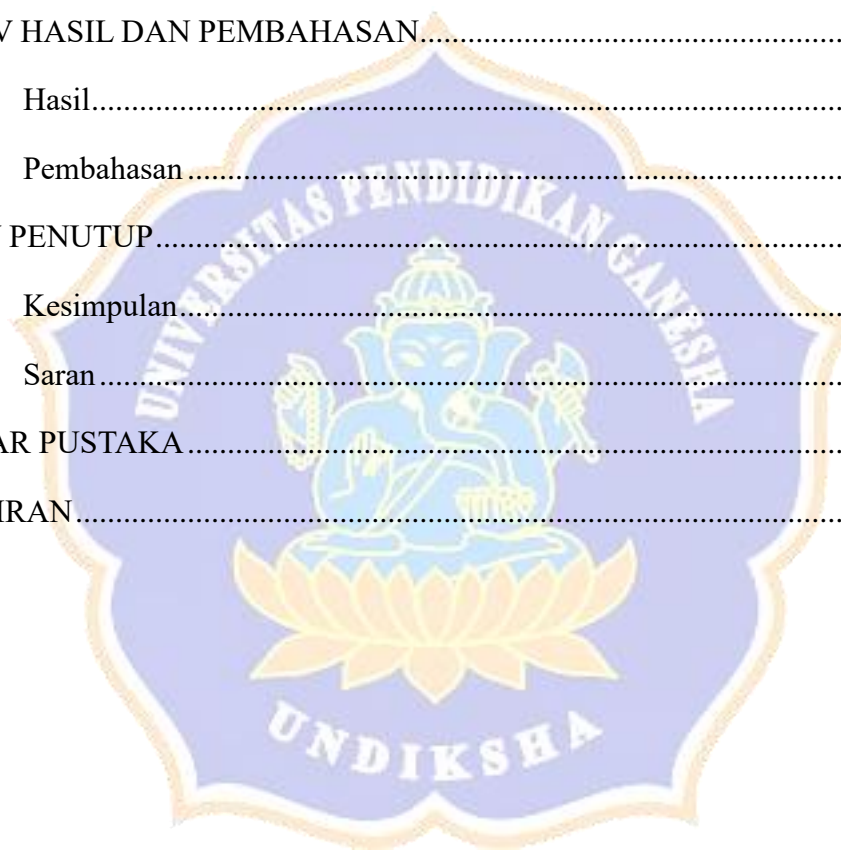 V HASIL DAN PEMBAHASAN........................................................
Hasil.................................................................................................
Pembahasan.....................................................................................
V PENUTUP.........................................................................................
Kesimpulan......................................................................................
Saran................................................................................................
AR PUSTAKA.....................................................................................
IRAN....................................................................................................
UNIVERSITAS PENDIDIKAN GANESHA
UNDIKSHA